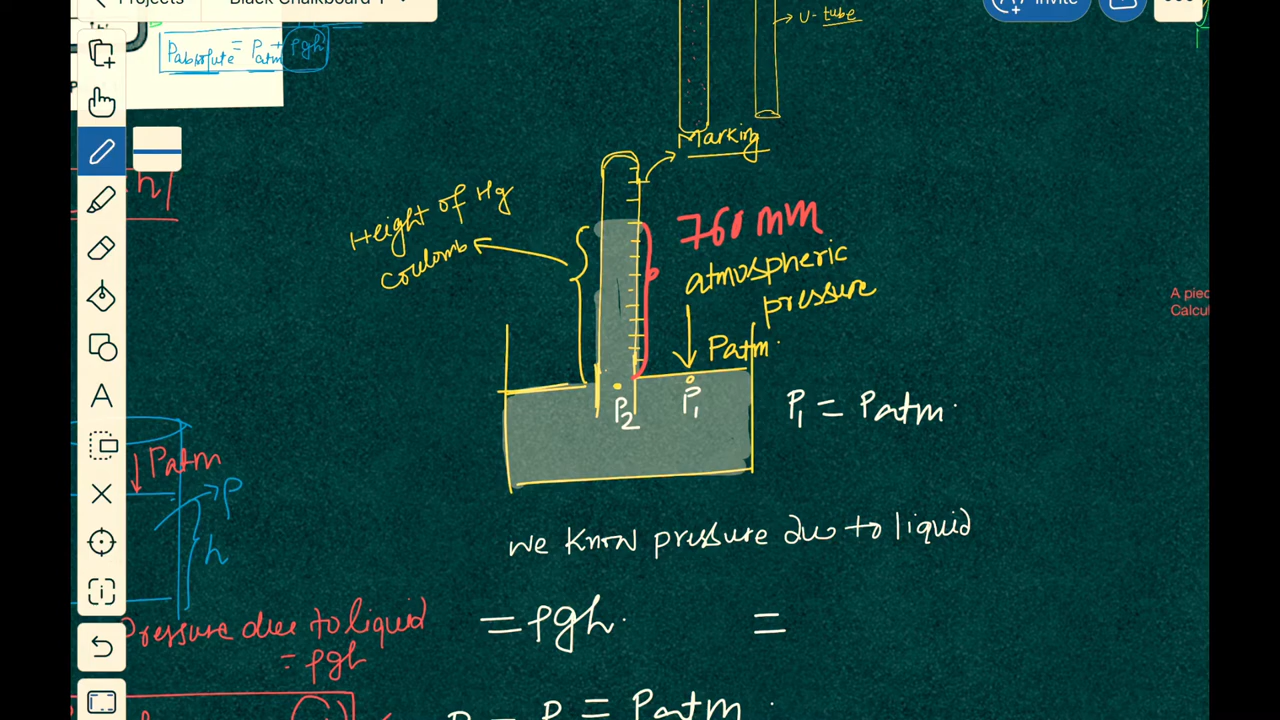 Projects
Black Chalkboard
Invite
Pabsolute = Patm + ρgh
U-tube
Marking
Height of Hg
coulomb
760 mm
atmospheric
pressure
Patm.
P2
P1
P1 = Patm.
A piec
Calcul
h|
Patm
P
h
we know pressure due to liquid
= ρgh.
=
Pressure due to liquid
= ρgh
= Patm.